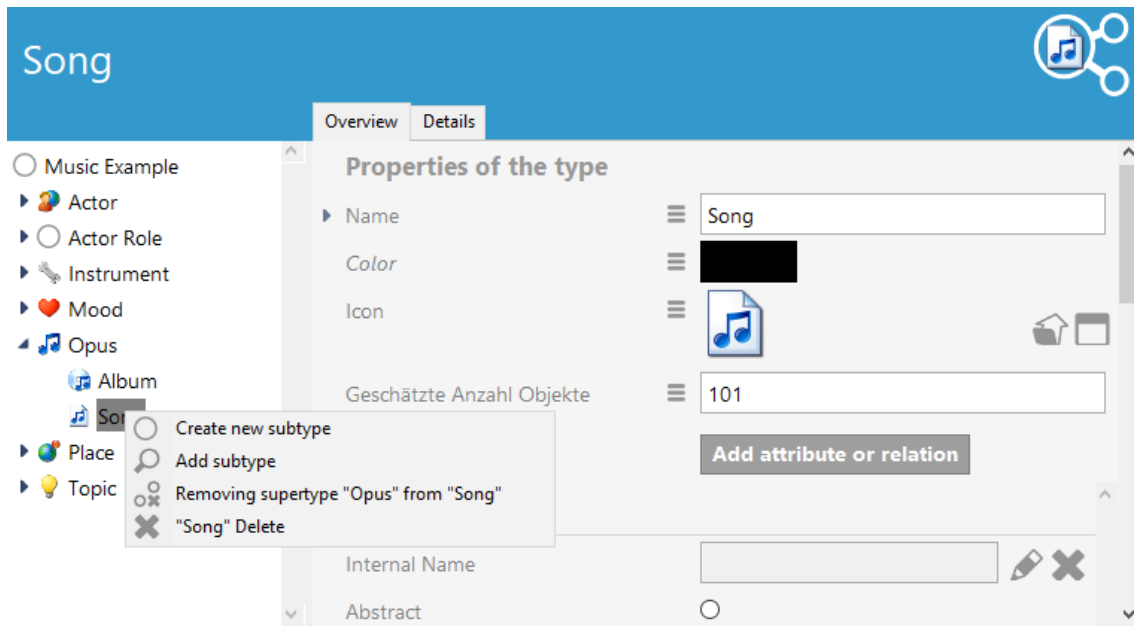 Song
Overview
Details
Music Example
Actor
Actor Role
Instrument
Mood
Opus
Album
Place
Topic
Create new subtype
Add subtype
Removing supertype "Opus" from "Song"
"Song" Delete
Properties of the type
Name
Song
Color
Icon
Geschätzte Anzahl Objekte
101
Add attribute or relation
Internal Name
Abstract